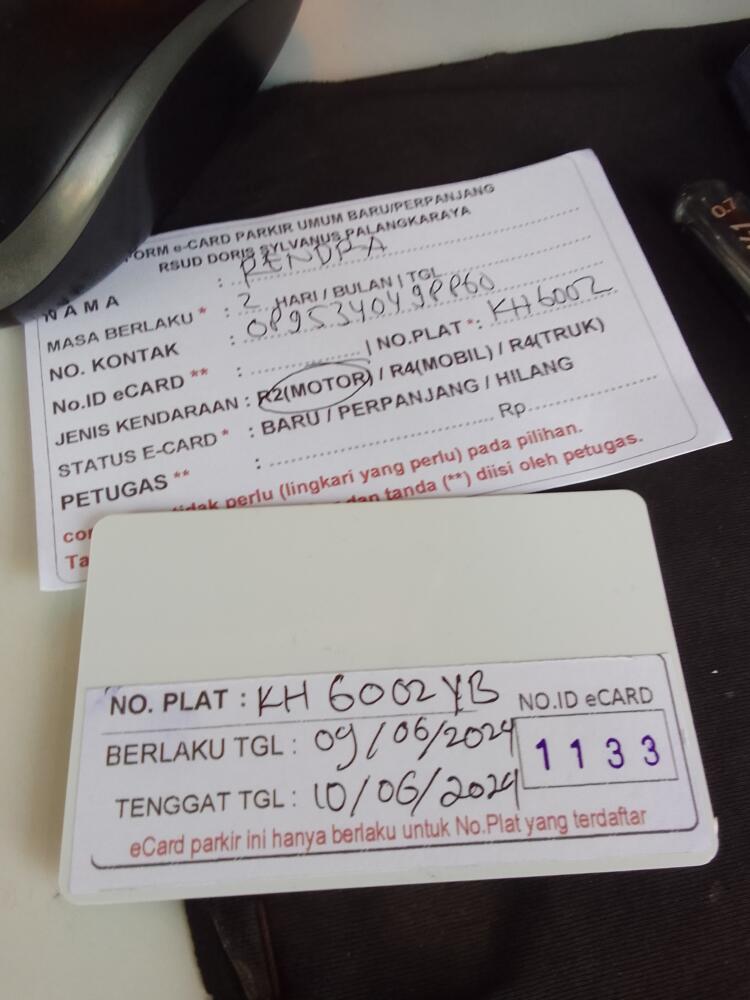 FORM e-CARD PARKIR UMUM BARU/PERPANJANG
RSUD DORIS SYLVANUS PALANGKARAYA
NAMA : RENDRA
MASA BERLAKU * : 2 HARI / BULAN | TGL
NO. KONTAK :
No.ID eCARD ** : | NO.PLAT *: KH 6002
JENIS KENDARAAN : R2(MOTOR) / R4(MOBIL) / R4(TRUK)
STATUS E-CARD * : BARU / PERPANJANG / HILANG
PETUGAS ** : Rp
tidak perlu (lingkari yang perlu) pada pilihan.
dan tanda (**) diisi oleh petugas.
NO. PLAT : KH 6002 YB
NO.ID eCARD
BERLAKU TGL : 09/06/2024
1133
TENGGAT TGL : 10/06/2024
eCard parkir ini hanya berlaku untuk No.Plat yang terdaftar